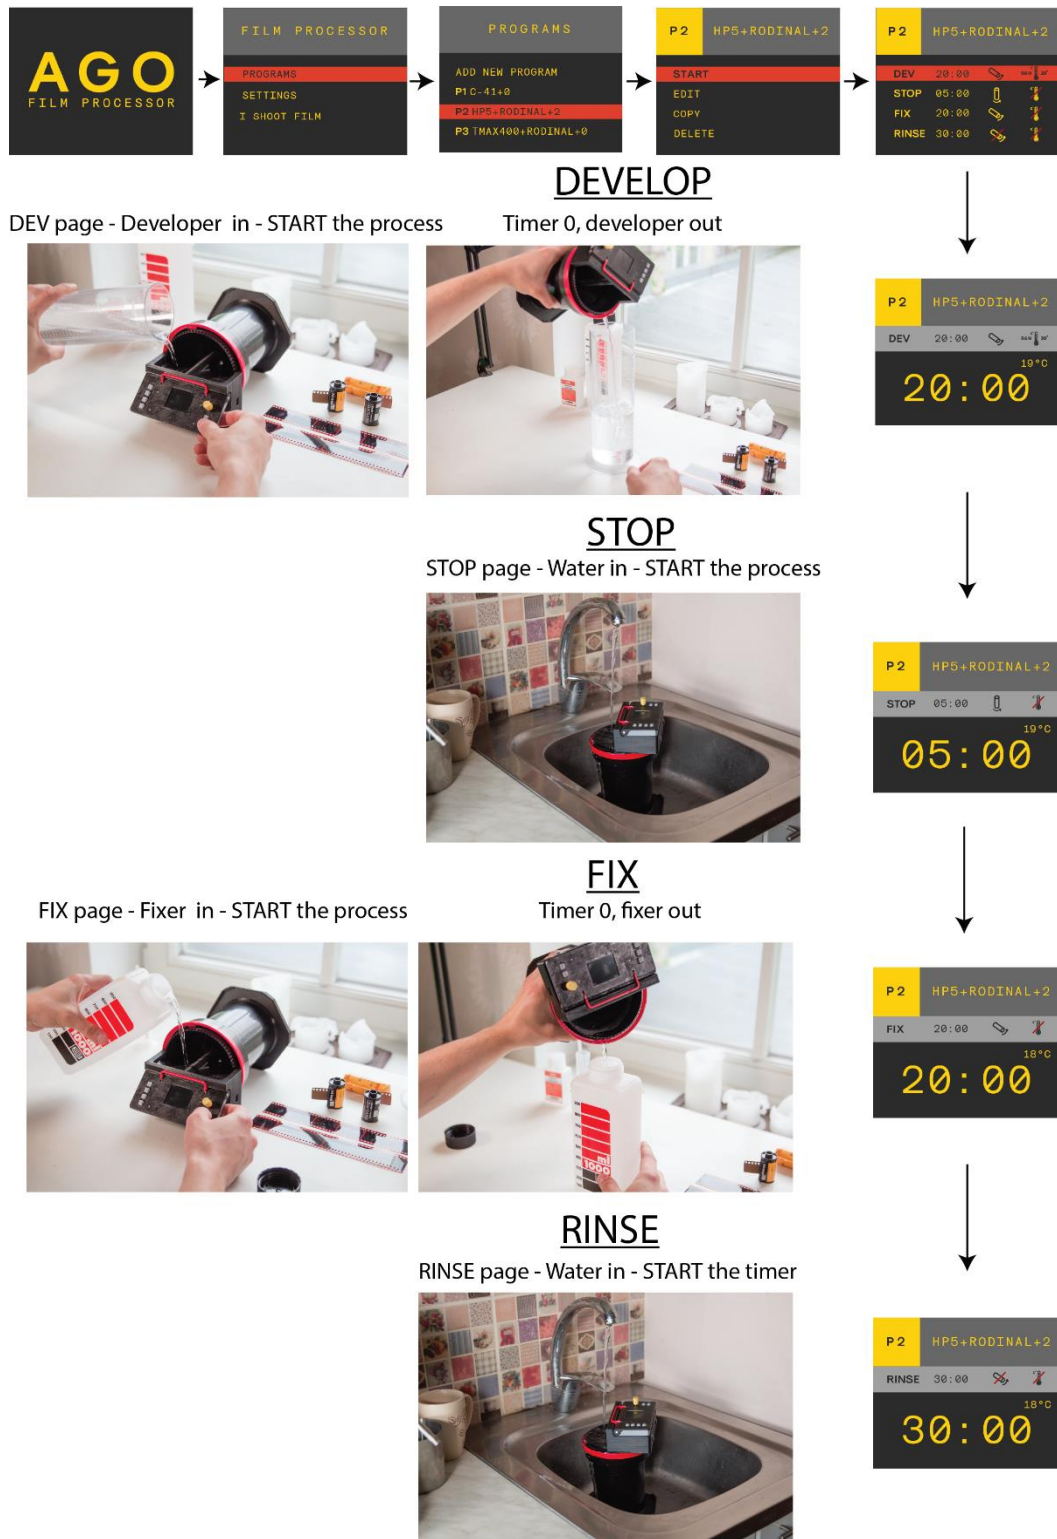 AGO
FILM PROCESSOR
FILM PROCESSOR
PROGRAMS
SETTINGS
I SHOOT FILM
PROGRAMS
ADD NEW PROGRAM
P1 C-41+0
P2 HP5+RODINAL+2
P3 TMAX400+RODINAL+0
P2 HP5+RODINAL+2
START
EDIT
COPY
DELETE
P2 HP5+RODINAL+2
DEV 20:00
STOP 05:00
FIX 20:00
RINSE 30:00
DEVELOP
DEV page - Developer in - START the process
Timer 0, developer out
P2 HP5+RODINAL+2
DEV 20:00
19°C
20:00
STOP
STOP page - Water in - START the process
P2 HP5+RODINAL+2
STOP 05:00
19°C
05:00
FIX
FIX page - Fixer in - START the process
Timer 0, fixer out
P2 HP5+RODINAL+2
FIX 20:00
18°C
20:00
ml
1000
RINSE
RINSE page - Water in - START the timer
P2 HP5+RODINAL+2
RINSE 30:00
18°C
30:00